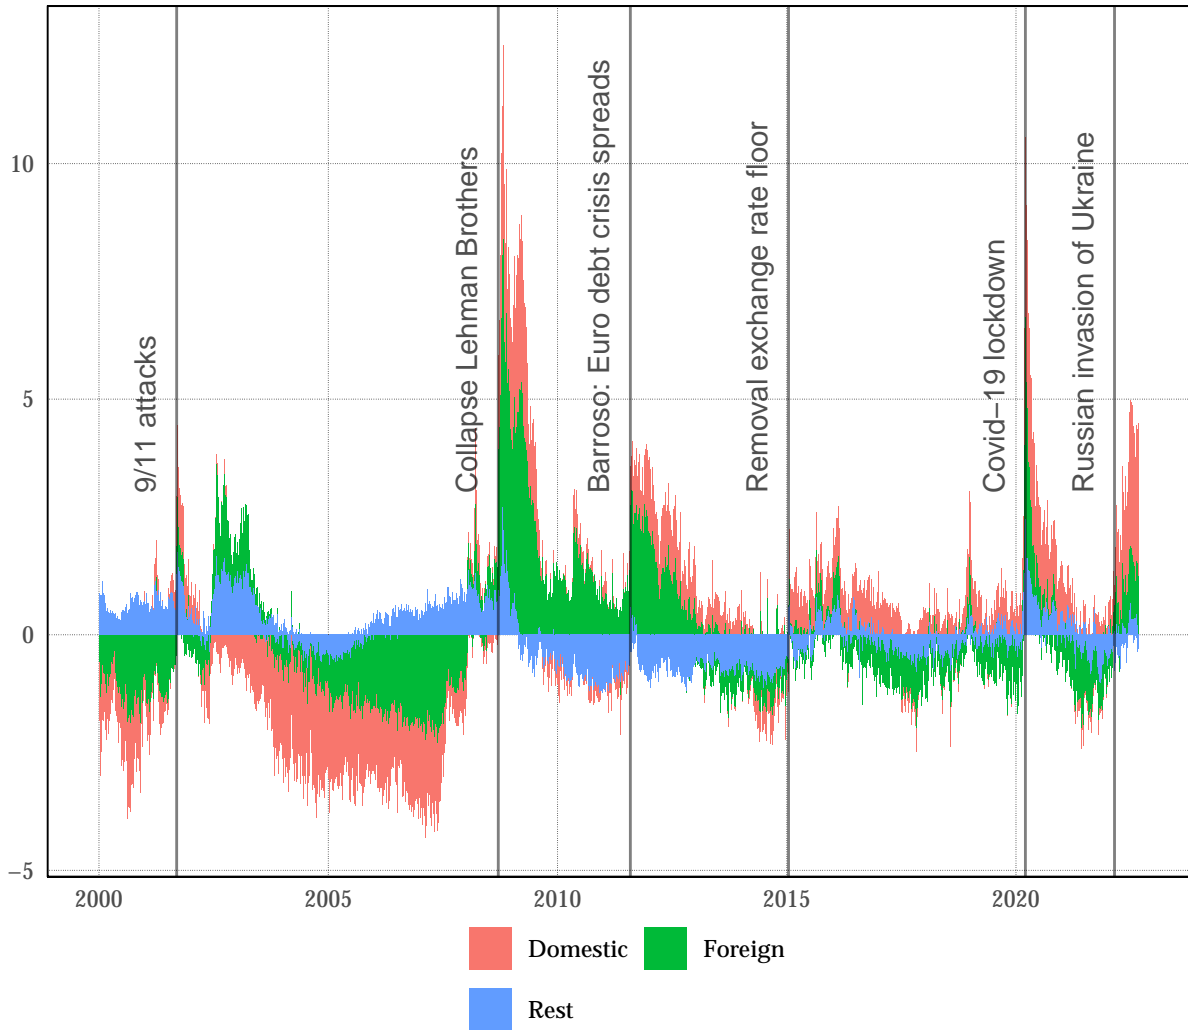 10
5
0
−5
9/11 attacks
Collapse Lehman Brothers
Barroso: Euro debt crisis spreads
Removal exchange rate floor
Covid−19 lockdown
Russian invasion of Ukraine
2000 2005 2010 2015 2020
Domestic Foreign
Rest